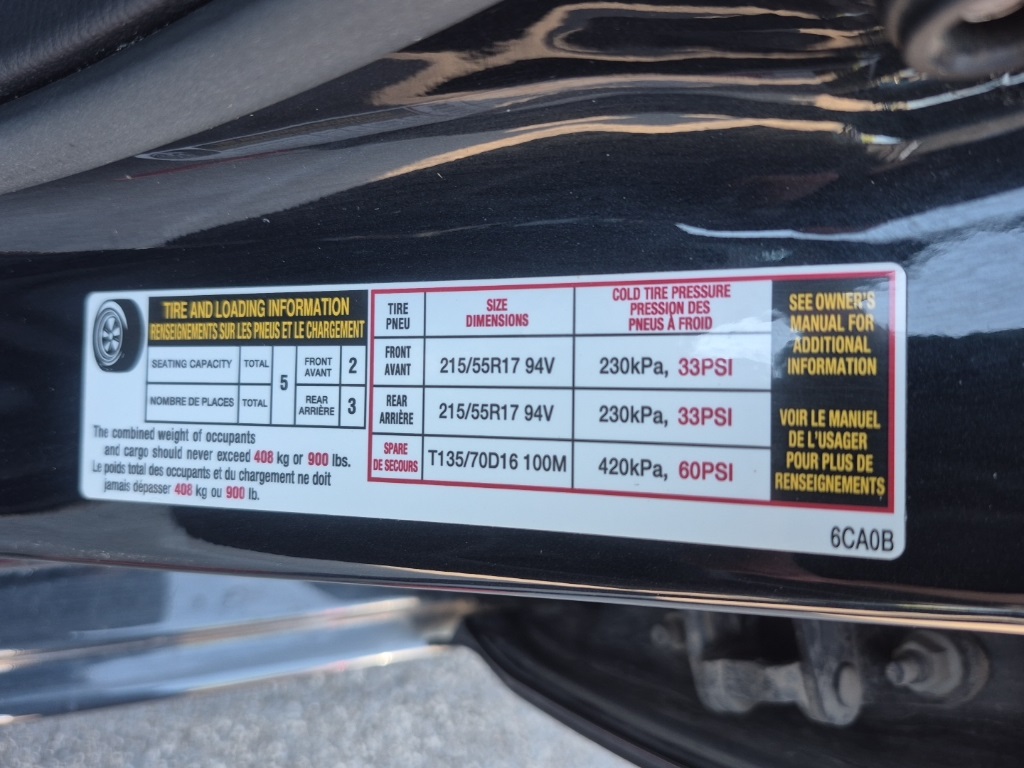 TIRE AND LOADING INFORMATION
RENSEIGNEMENTS SUR LES PNEUS ET LE CHARGEMENT
SEATING CAPACITY TOTAL 5 FRONT AVANT 2
NOMBRE DE PLACES TOTAL REAR ARRIÈRE 3
The combined weight of occupants
and cargo should never exceed 408 kg or 900 lbs.
Le poids total des occupants et du chargement ne doit
jamais dépasser 408 kg ou 900 lb.
TIRE PNEU SIZE DIMENSIONS COLD TIRE PRESSURE PRESSION DES PNEUS À FROID
FRONT AVANT 215/55R17 94V 230kPa, 33PSI
REAR ARRIÈRE 215/55R17 94V 230kPa, 33PSI
SPARE DE SECOURS T135/70D16 100M 420kPa, 60PSI
SEE OWNER'S
MANUAL FOR
ADDITIONAL
INFORMATION
VOIR LE MANUEL
DE L'USAGER
POUR PLUS DE
RENSEIGNEMENTS
6CA0B